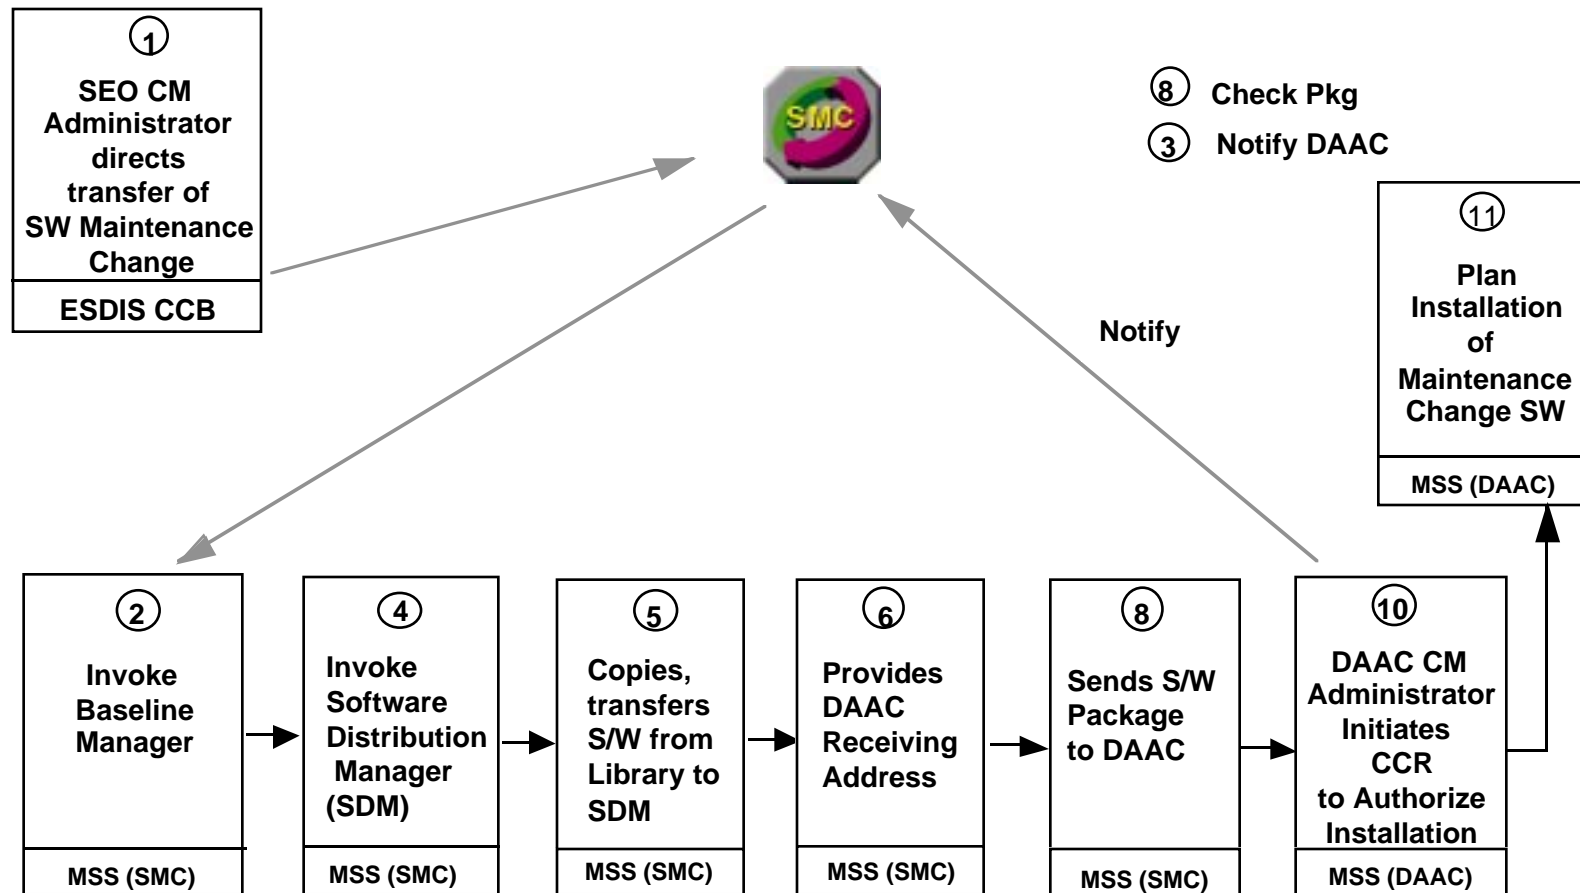 1
SEO CM
Administrator
directs
transfer of
SW Maintenance
Change
ESDIS CCB
SMC
8 Check Pkg
3 Notify DAAC
11
Plan
Installation
of
Maintenance
Change SW
MSS (DAAC)
Notify
2
Invoke
Baseline
Manager
MSS (SMC)
4
Invoke
Software
Distribution
Manager
(SDM)
MSS (SMC)
5
Copies,
transfers
S/W from
Library to
SDM
MSS (SMC)
6
Provides
DAAC
Receiving
Address
MSS (SMC)
8
Sends S/W
Package
to DAAC
MSS (SMC)
10
DAAC CM
Administrator
Initiates
CCR
to Authorize
Installation
MSS (DAAC)